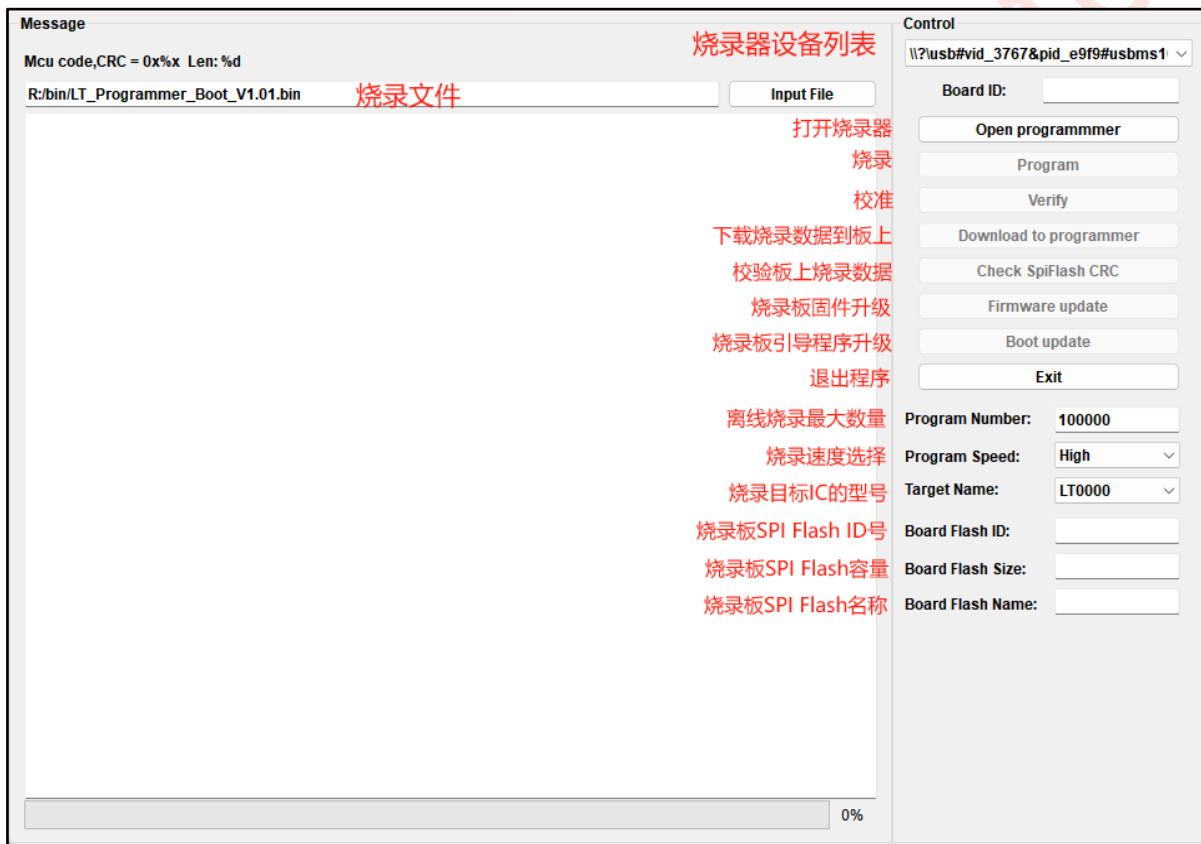 Message
Control
烧录器设备列表
\\?\usb#vid_3767&pid_e9f9#usbms1
Mcu code,CRC = 0x%x Len: %d
R:/bin/LT_Programmer_Boot_V1.01.bin
烧录文件
Input File
Board ID:
打开烧录器
Open programmmer
烧录
Program
校准
Verify
下载烧录数据到板上
Download to programmer
校验板上烧录数据
Check SpiFlash CRC
烧录板固件升级
Firmware update
烧录板引导程序升级
Boot update
退出程序
Exit
离线烧录最大数量
Program Number:
100000
烧录速度选择
Program Speed:
High
烧录目标IC的型号
Target Name:
LT0000
烧录板SPI Flash ID号
Board Flash ID:
烧录板SPI Flash容量
Board Flash Size:
烧录板SPI Flash名称
Board Flash Name:
0%